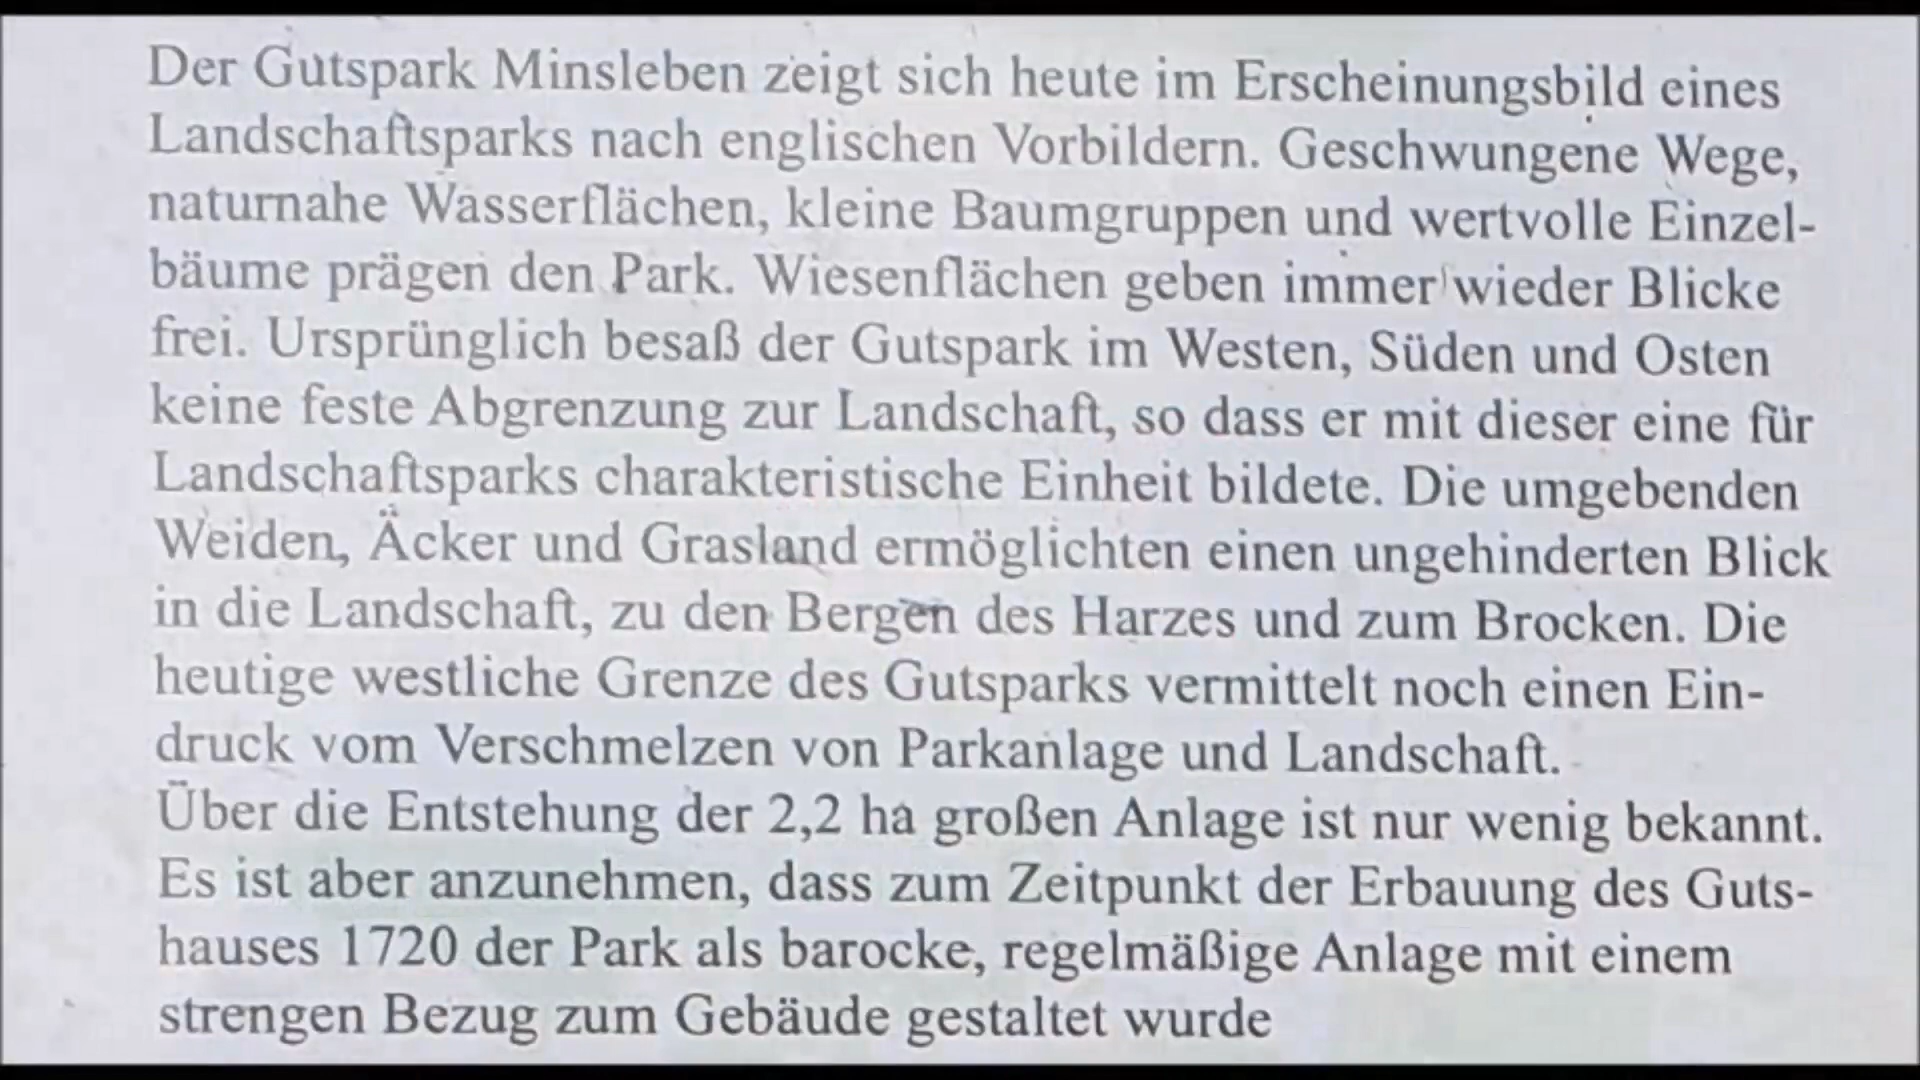 Der Gutspark Minsleben zeigt sich heute im Erscheinungsbild eines
Landschaftsparks nach englischen Vorbildern. Geschwungene Wege,
naturnahe Wasserflächen, kleine Baumgruppen und wertvolle Einzel-
bäume prägen den Park. Wiesenflächen geben immer wieder Blicke
frei. Ursprünglich besaß der Gutspark im Westen, Süden und Osten
keine feste Abgrenzung zur Landschaft, so dass er mit dieser eine für
Landschaftsparks charakteristische Einheit bildete. Die umgebenden
Weiden, Äcker und Grasland ermöglichten einen ungehinderten Blick
in die Landschaft, zu den Bergen des Harzes und zum Brocken. Die
heutige westliche Grenze des Gutsparks vermittelt noch einen Ein-
druck vom Verschmelzen von Parkanlage und Landschaft.
Über die Entstehung der 2,2 ha großen Anlage ist nur wenig bekannt.
Es ist aber anzunehmen, dass zum Zeitpunkt der Erbauung des Guts-
hauses 1720 der Park als barocke, regelmäßige Anlage mit einem
strengen Bezug zum Gebäude gestaltet wurde